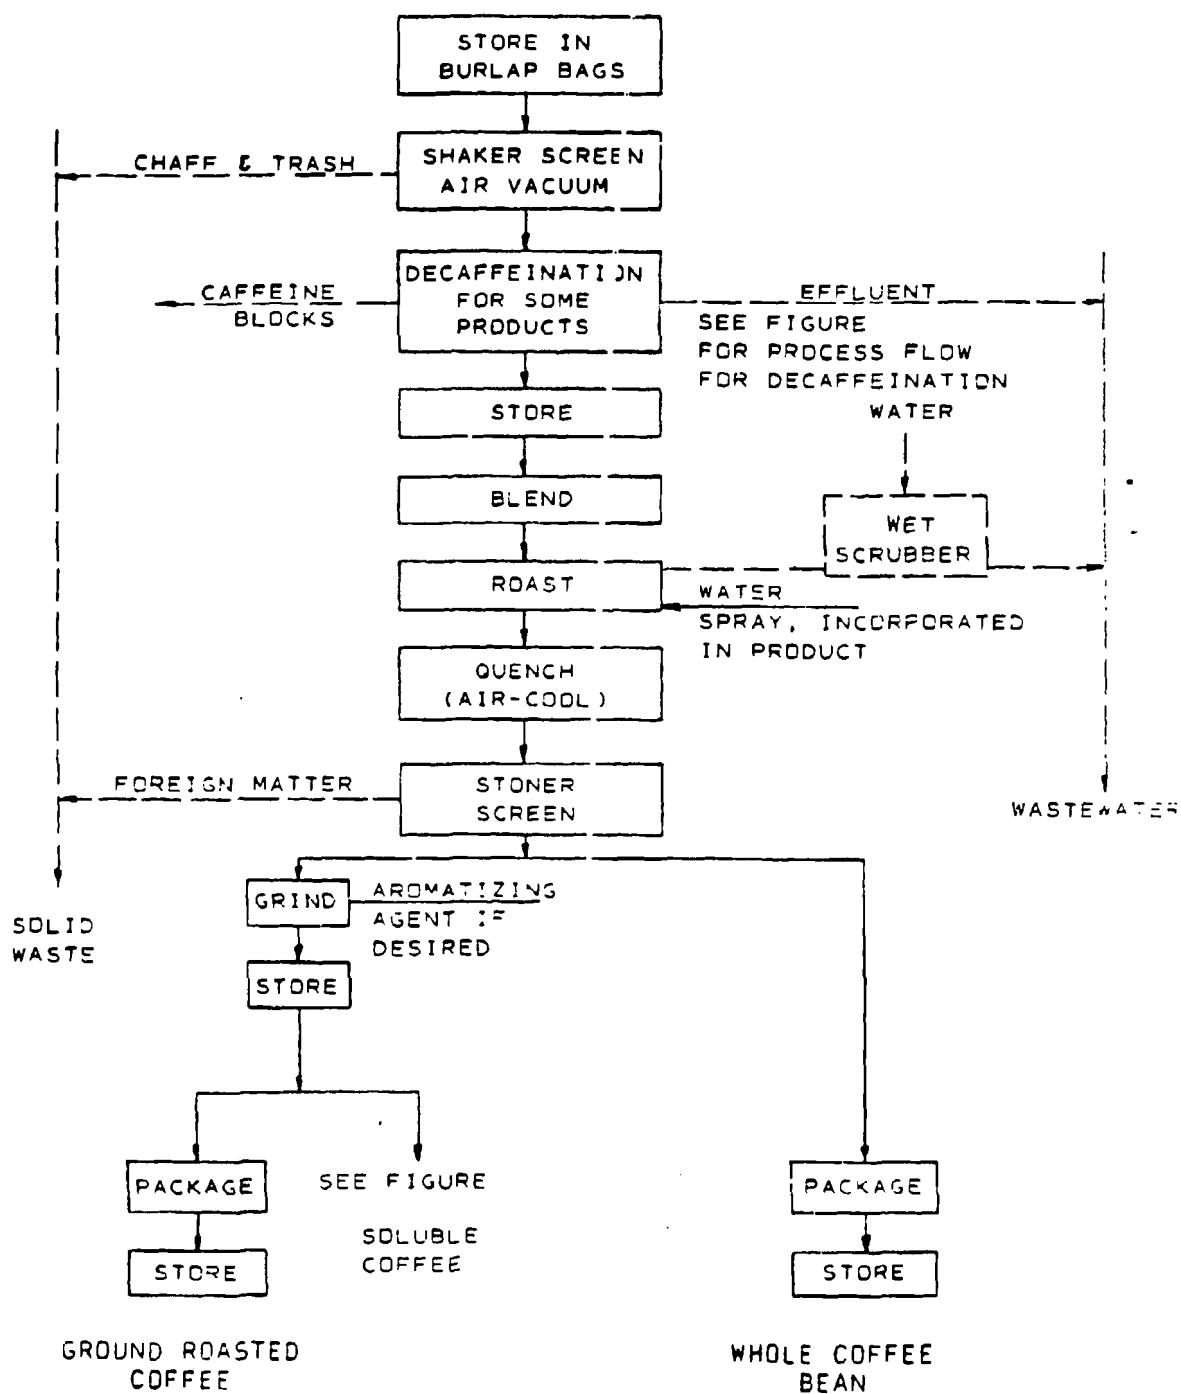 STORE IN
BURLAP BAGS
CHAFF & TRASH
SHAKER SCREEN
AIR VACUUM
CAFFEINE
BLOCKS
DECAFFEINATION
FOR SOME
PRODUCTS
EFFLUENT
SEE FIGURE
FOR PROCESS FLOW
FOR DECAFFEINATION
STORE
WATER
BLEND
WET
SCRUBBER
ROAST
WATER
SPRAY, INCORPORATED
IN PRODUCT
QUENCH
(AIR-COOL)
FOREIGN MATTER
STONER
SCREEN
WASTEWATER
SOLID
WASTE
GRIND
AROMATIZING
AGENT IF
DESIRED
STORE
PACKAGE
SEE FIGURE
PACKAGE
SOLUBLE
COFFEE
STORE
STORE
GROUND ROASTED
COFFEE
WHOLE COFFEE
BEAN